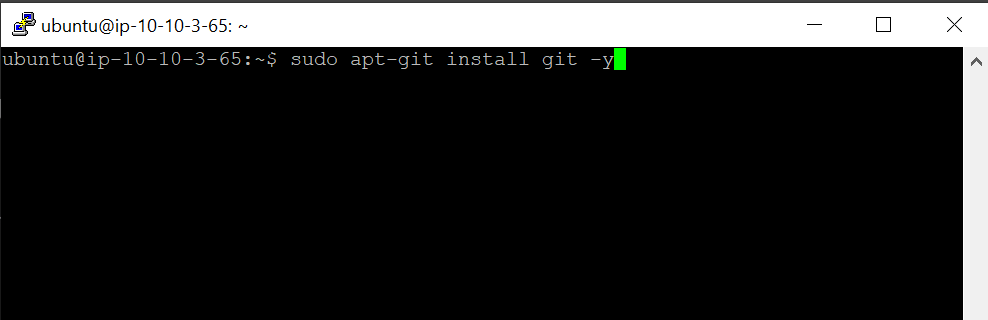 ubuntu@ip-10-10-3-65: ~
ubuntu@ip-10-10-3-65:~$ sudo apt-git install git -y